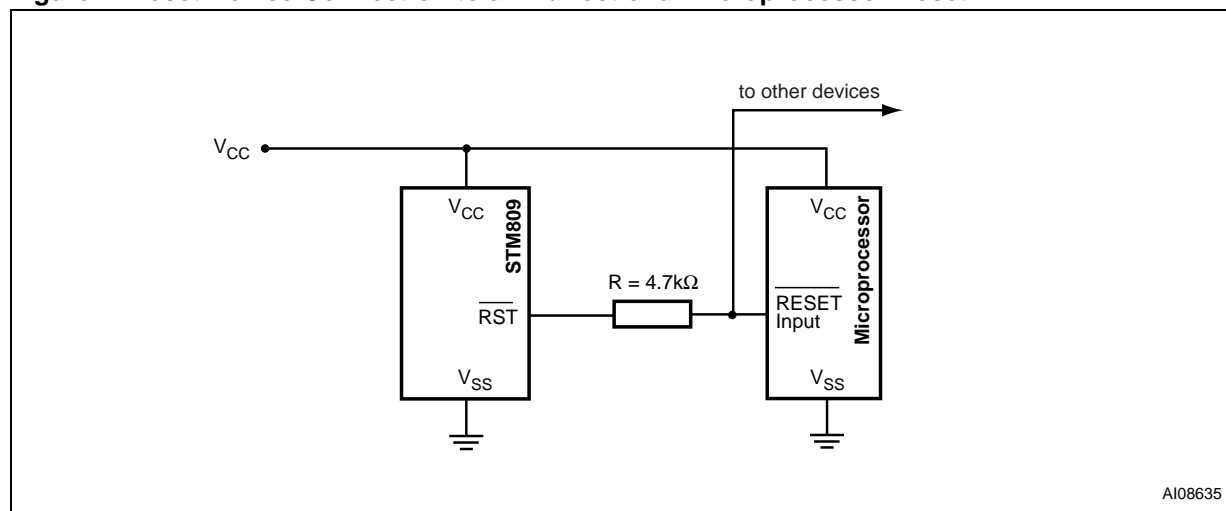 to other devices
VCC
VCC
STM809
RST
VSS
R = 4.7kΩ
VCC
Microprocessor
RESET
Input
VSS
AI08635